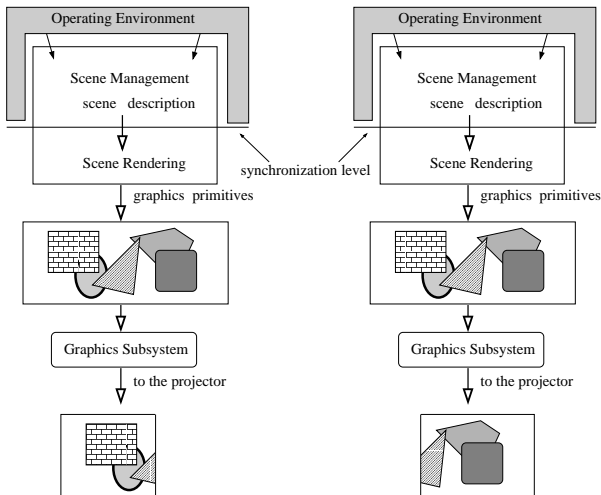 Operating Environment
Scene Management
scene description
Scene Rendering
graphics primitives
Graphics Subsystem
to the projector
synchronization level
Operating Environment
Scene Management
scene description
Scene Rendering
graphics primitives
Graphics Subsystem
to the projector